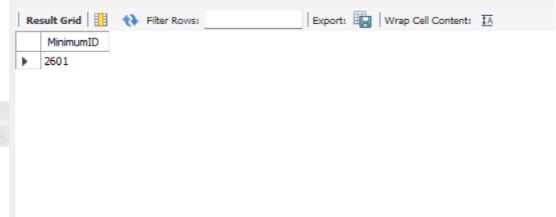 Result Grid Filter Rows: Export: Wrap Cell Content:
MinimumID
2601